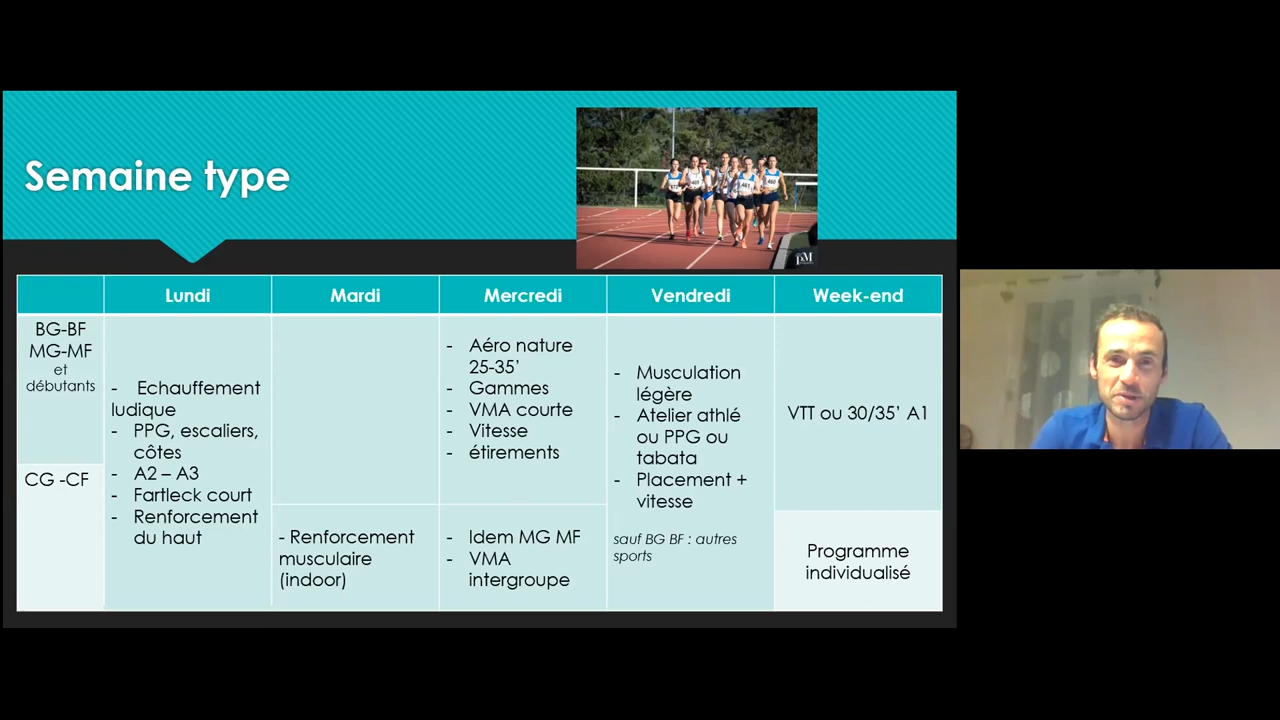 Semaine type
Lundi
Mardi
Mercredi
Vendredi
Week-end
BG-BF
MG-MF
et
débutants
- Echauffement
ludique
- PPG, escaliers,
côtes
- A2 – A3
- Fartleck court
- Renforcement
du haut
- Aéro nature
25-35’
- Gammes
- VMA courte
- Vitesse
- étirements
- Musculation
légère
- Atelier athlé
ou PPG ou
tabata
- Placement +
vitesse
sauf BG BF : autres
sports
VTT ou 30/35’ A1
CG -CF
- Renforcement
musculaire
(indoor)
- Idem MG MF
- VMA
intergroupe
Programme
individualisé